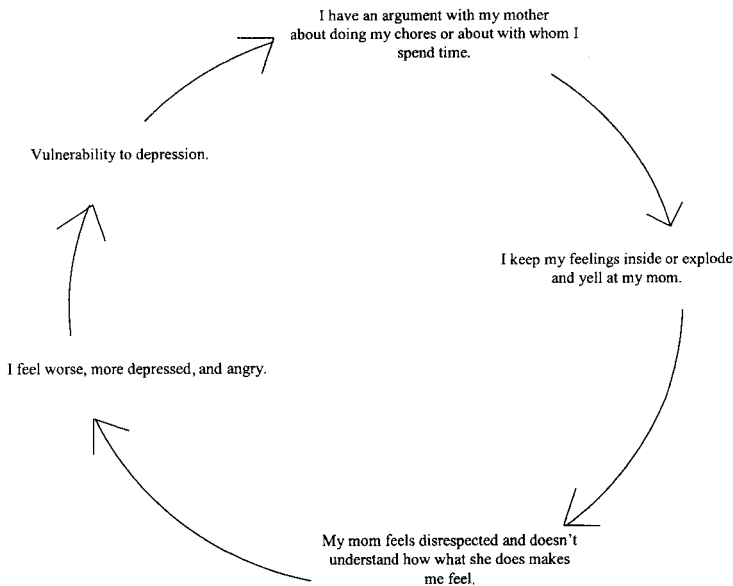 I have an argument with my mother
about doing my chores or about with whom I
spend time.
Vulnerability to depression.
I keep my feelings inside or explode
and yell at my mom.
I feel worse, more depressed, and angry.
My mom feels disrespected and doesn't
understand how what she does makes
me feel.